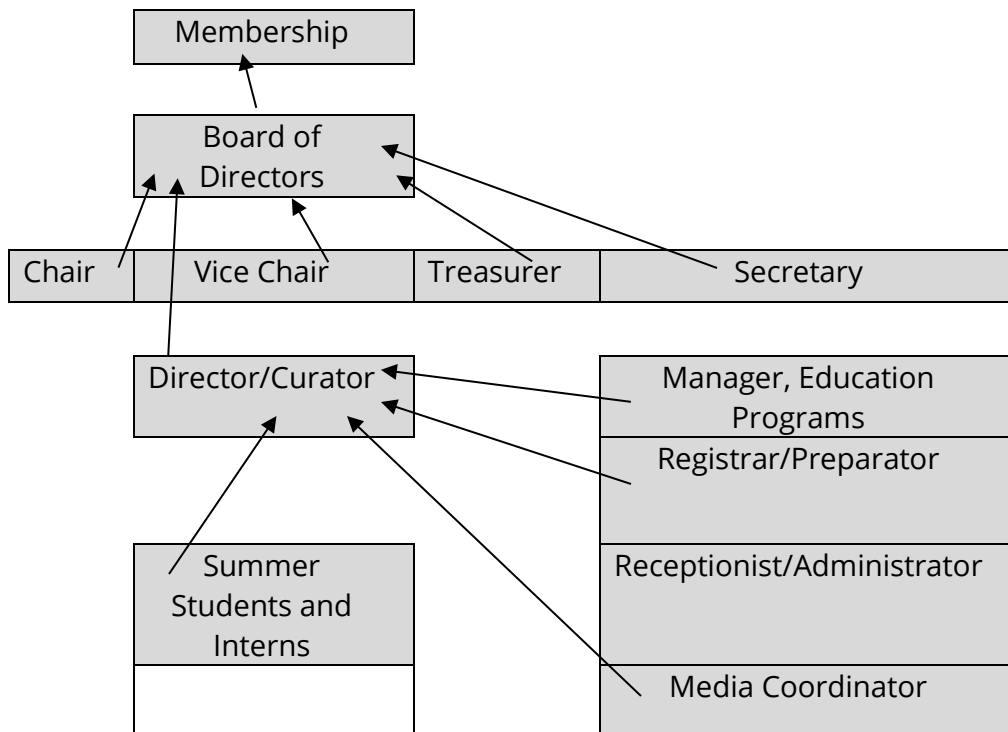 Membership
Board of
Directors
Chair
Vice Chair
Treasurer
Secretary
Director/Curator
Manager, Education
Programs
Registrar/Preparator
Summer
Students and
Interns
Receptionist/Administrator
Media Coordinator